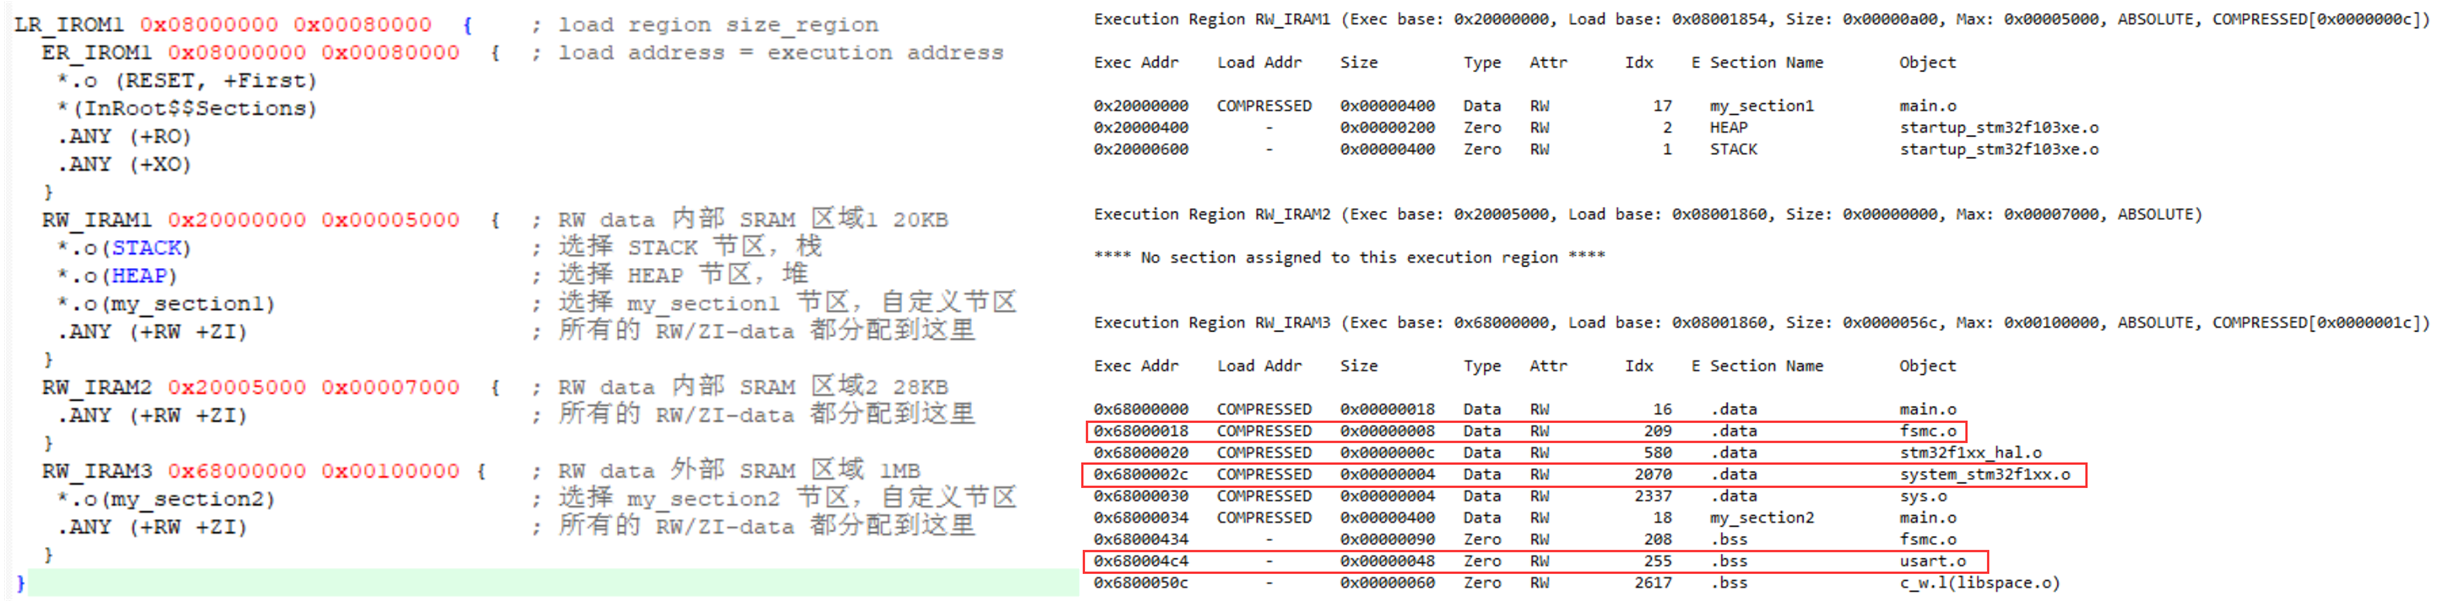 LR_IROM1 0x08000000 0x00080000  {    ; load region size_region
ER_IROM1 0x08000000 0x00080000  {  ; load address = execution address
*.o (RESET, +First)
*(InRoot$$Sections)
.ANY (+RO)
.ANY (+XO)
}
RW_IRAM1 0x20000000 0x00005000  {  ; RW data 内部 SRAM 区域1 20KB
*.o(STACK)                       ; 选择 STACK 节区，栈
*.o(HEAP)                        ; 选择 HEAP 节区，堆
*.o(my_section1)                 ; 选择 my_section1 节区，自定义节区
.ANY (+RW +ZI)                   ; 所有的 RW/ZI-data 都分配到这里
}
RW_IRAM2 0x20005000 0x00007000  {  ; RW data 内部 SRAM 区域2 28KB
.ANY (+RW +ZI)                   ; 所有的 RW/ZI-data 都分配到这里
}
RW_IRAM3 0x68000000 0x00100000 {   ; RW data 外部 SRAM 区域 1MB
*.o(my_section2)                 ; 选择 my_section2 节区，自定义节区
.ANY (+RW +ZI)                   ; 所有的 RW/ZI-data 都分配到这里
}
}
Execution Region RW_IRAM1 (Exec base: 0x20000000, Load base: 0x08001854, Size: 0x00000a00, Max: 0x00005000, ABSOLUTE, COMPRESSED[0x0000000c])
Exec Addr    Load Addr    Size         Type   Attr      Idx    E Section Name        Object
0x20000000   COMPRESSED   0x00000400   Data   RW           17    my_section1         main.o
0x20000400        -       0x00000200   Zero   RW            2    HEAP                startup_stm32f103xe.o
0x20000600        -       0x00000400   Zero   RW            1    STACK               startup_stm32f103xe.o
Execution Region RW_IRAM2 (Exec base: 0x20005000, Load base: 0x08001860, Size: 0x00000000, Max: 0x00007000, ABSOLUTE)
**** No section assigned to this execution region ****
Execution Region RW_IRAM3 (Exec base: 0x68000000, Load base: 0x08001860, Size: 0x0000056c, Max: 0x00100000, ABSOLUTE, COMPRESSED[0x0000001c])
Exec Addr    Load Addr    Size         Type   Attr      Idx    E Section Name        Object
0x68000000   COMPRESSED   0x00000018   Data   RW           16    .data               main.o
0x68000018   COMPRESSED   0x00000008   Data   RW          209    .data               fsmc.o
0x68000020   COMPRESSED   0x0000000c   Data   RW          580    .data               stm32f1xx_hal.o
0x6800002c   COMPRESSED   0x00000004   Data   RW         2070    .data               system_stm32f1xx.o
0x68000030   COMPRESSED   0x00000004   Data   RW         2337    .data               sys.o
0x68000034   COMPRESSED   0x00000400   Data   RW           18    my_section2         main.o
0x68000434        -       0x00000090   Zero   RW          208    .bss                fsmc.o
0x680004c4        -       0x00000048   Zero   RW          255    .bss                usart.o
0x6800050c        -       0x00000060   Zero   RW         2617    .bss                c_w.l(libspace.o)